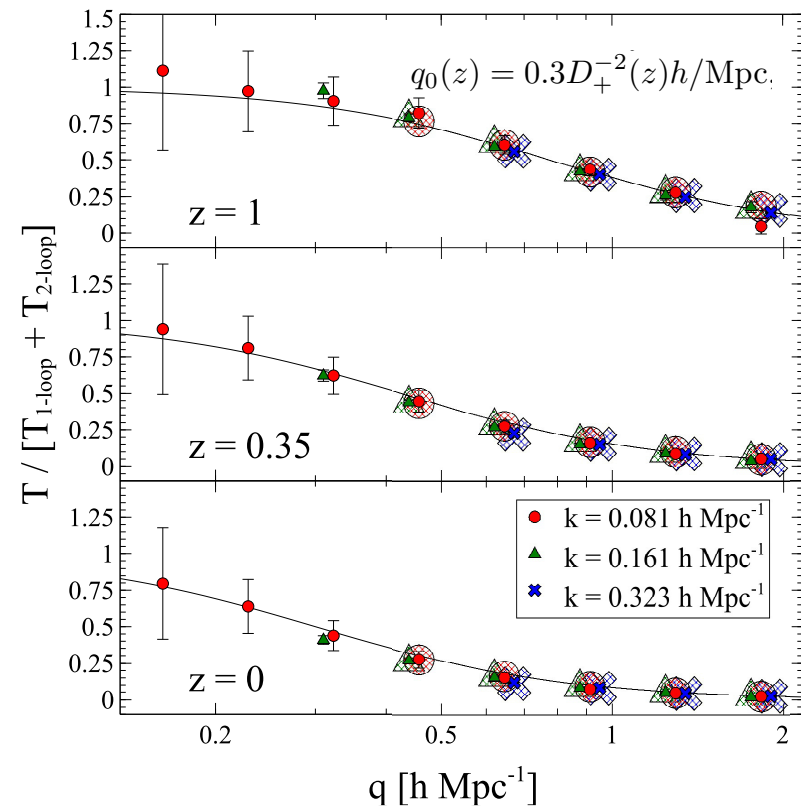 1.5
q₀(z) = 0.3D₊⁻²(z)h/Mpc.
1.25
1
0.75
0.5
0.25
0
z = 1
1.25
1
0.75
0.5
0.25
0
z = 0.35
T / [T1-loop + T2-loop]
1.25
1
0.75
0.5
0.25
0
z = 0
k = 0.081 h Mpc⁻¹
k = 0.161 h Mpc⁻¹
k = 0.323 h Mpc⁻¹
0.2 0.5 1 2
q [h Mpc⁻¹]